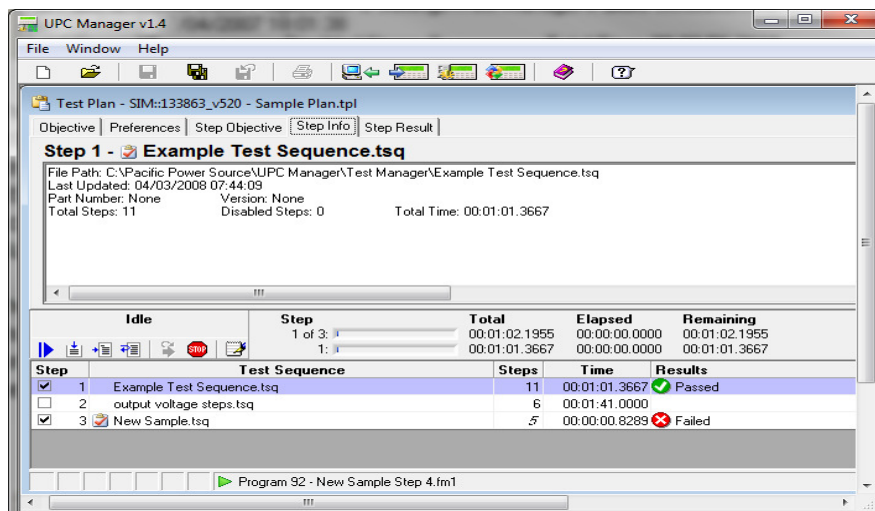 UPC Manager v1.4
File Window Help
Test Plan - SIM::133863_v520 - Sample Plan.tpl
Objective Preferences Step Objective Step Info Step Result
Step 1 - Example Test Sequence.tsq
File Path: C:\Pacific Power Source\UPC Manager\Test Manager\Example Test Sequence.tsq
Last Updated: 04/03/2008 07:44:09
Part Number: None Version: None
Total Steps: 11 Disabled Steps: 0 Total Time: 00:01:01.3667
Idle Step Total Elapsed Remaining
1 of 3: 00:01:02.1955 00:00:00.0000 00:01:02.1955
STOP 1: 00:01:01.3667 00:00:00.0000 00:01:01.3667
Step Test Sequence Steps Time Results
1 Example Test Sequence.tsq 11 00:01:01.3667 Passed
2 output voltage steps.tsq 6 00:01:41.0000
3 New Sample.tsq 5 00:00:00.8289 Failed
Program 92 - New Sample Step 4.fm1